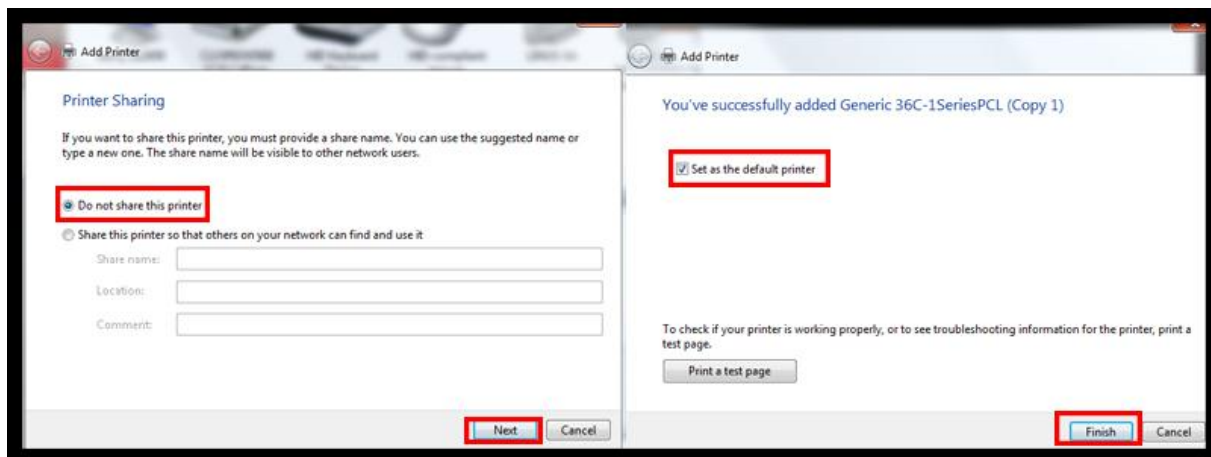 Add Printer
Printer Sharing
If you want to share this printer, you must provide a share name. You can use the suggested name or
type a new one. The share name will be visible to other network users.
Do not share this printer
Share this printer so that others on your network can find and use it
Share name:
Location:
Comment:
Next
Cancel
Add Printer
You've successfully added Generic 36C-1SeriesPCL (Copy 1)
Set as the default printer
To check if your printer is working properly, or to see troubleshooting information for the printer, print a
test page.
Print a test page
Finish
Cancel